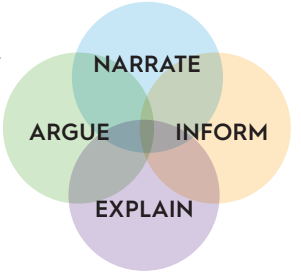 NARRATE
ARGUE INFORM
EXPLAIN